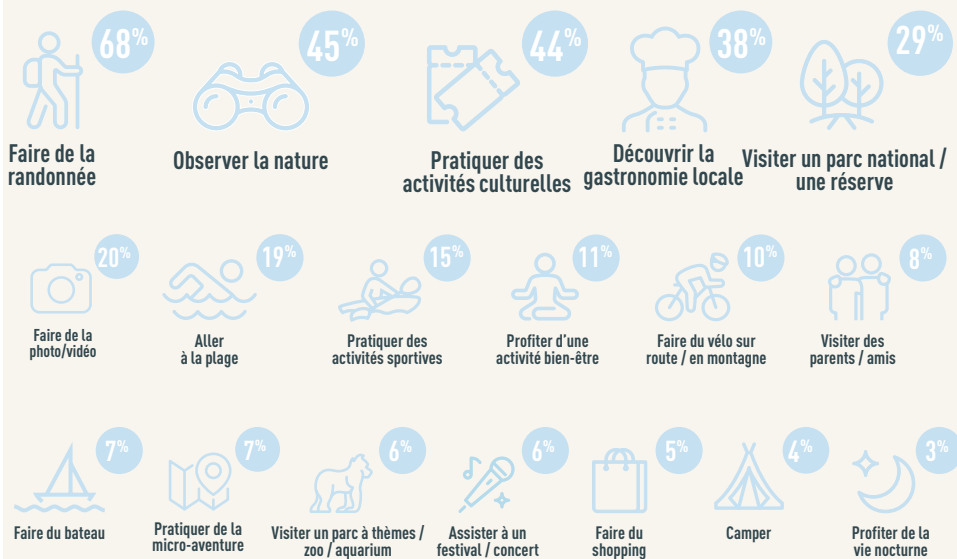 68%
45%
44%
38%
29%
Faire de la
randonnée
Observer la nature
Pratiquer des
activités culturelles
Découvrir la
gastronomie locale
Visiter un parc national /
une réserve
20%
19%
15%
11%
10%
8%
Faire de la
photo/vidéo
Aller
à la plage
Pratiquer des
activités sportives
Profiter d'une
activité bien-être
Faire du vélo sur
route / en montagne
Visiter des
parents / amis
7%
7%
6%
6%
5%
4%
3%
Faire du bateau
Pratiquer de la
micro-aventure
Visiter un parc à thèmes /
zoo / aquarium
Assister à un
festival / concert
Faire du
shopping
Camper
Profiter de la
vie nocturne